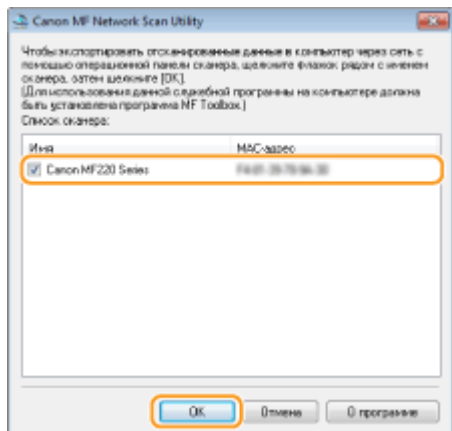 Canon MF Network Scan Utility
Чтобы экспортировать отсканированные данные в компьютер через сеть с
помощью операционной панели сканера, щелкните флажок рядом с именем
сканера, затем щелкните [OK].
(Для использования данной служебной программы на компьютере должна
быть установлена программа MF Toolbox.)
Список сканера:
Имя MAC-адрес
Canon MF220 Series
OK Отмена О программе